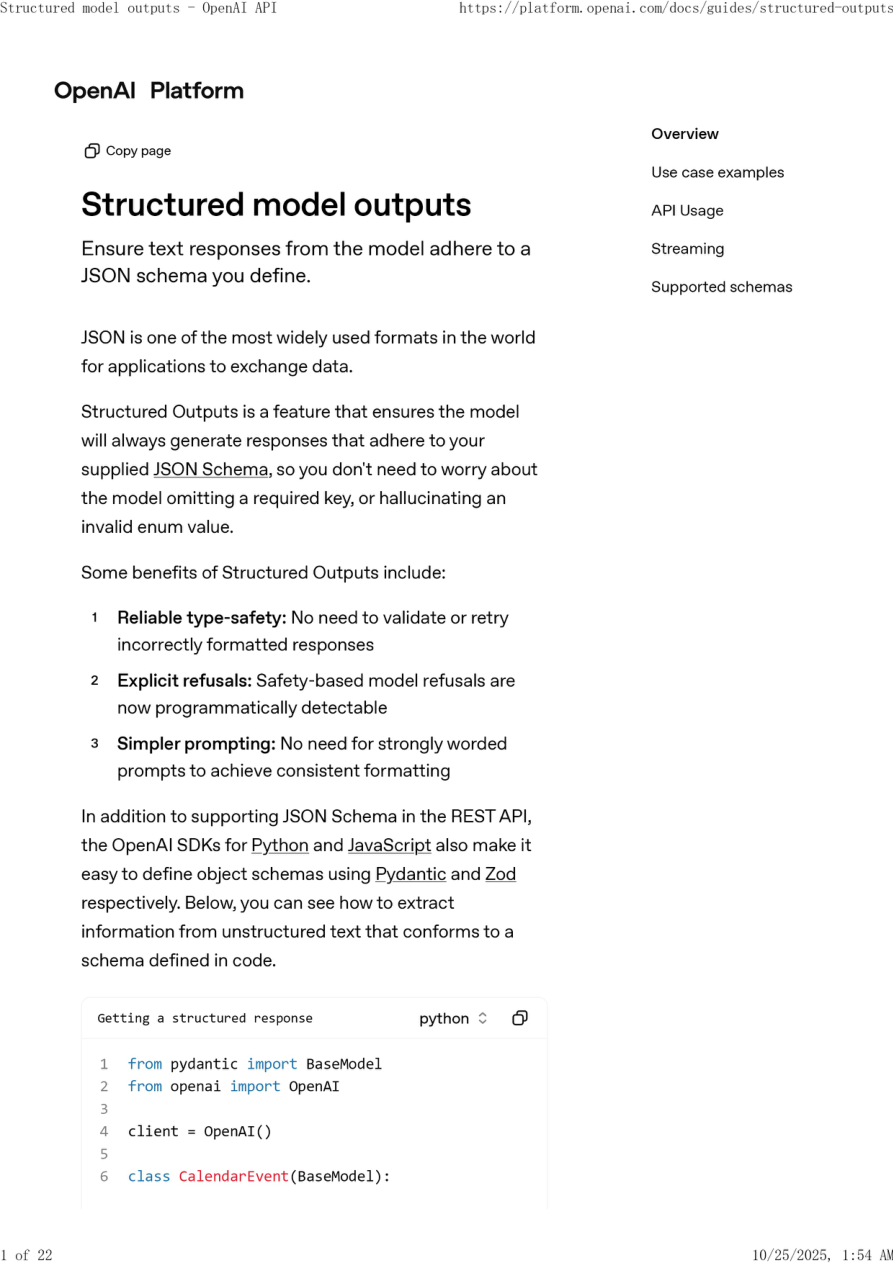 Structured model outputs - OpenAI API
https://platform.openai.com/docs/guides/structured-outputs
OpenAI Platform
Copy page
Structured model outputs
Ensure text responses from the model adhere to a
JSON schema you define.
JSON is one of the most widely used formats in the world
for applications to exchange data.
Structured Outputs is a feature that ensures the model
will always generate responses that adhere to your
supplied JSON Schema, so you don't need to worry about
the model omitting a required key, or hallucinating an
invalid enum value.
Some benefits of Structured Outputs include:
1 Reliable type-safety: No need to validate or retry
incorrectly formatted responses
2 Explicit refusals: Safety-based model refusals are
now programmatically detectable
3 Simpler prompting: No need for strongly worded
prompts to achieve consistent formatting
In addition to supporting JSON Schema in the REST API,
the OpenAI SDKs for Python and JavaScript also make it
easy to define object schemas using Pydantic and Zod
respectively. Below, you can see how to extract
information from unstructured text that conforms to a
schema defined in code.
Getting a structured response python
1 from pydantic import BaseModel
2 from openai import OpenAI
3
4 client = OpenAI()
5
6 class CalendarEvent(BaseModel):
Overview
Use case examples
API Usage
Streaming
Supported schemas
1 of 22
10/25/2025, 1:54 AM